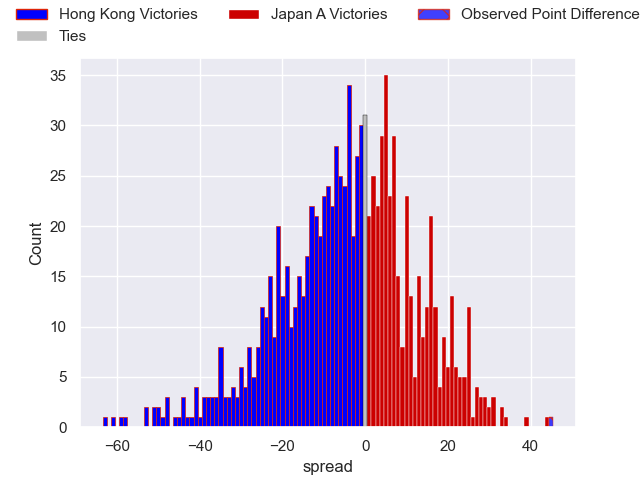 Hong Kong Victories
Japan A Victories
Observed Point Difference
Ties
35
30
25
20
15
10
5
0
Count
−60
−40
−20
0
20
40
spread